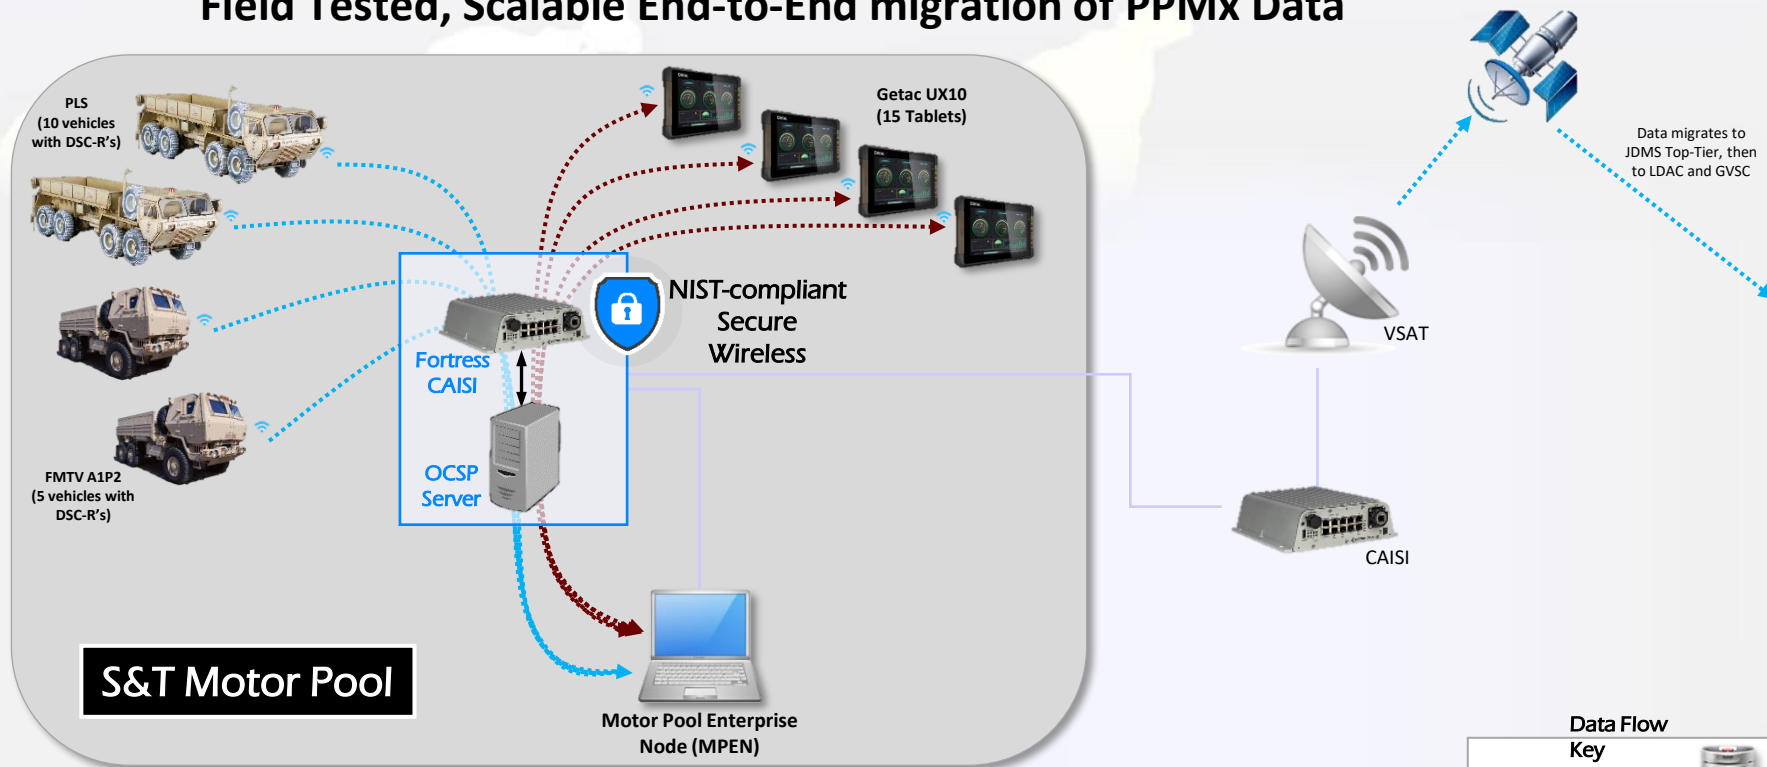 Field Tested, Scalable End-to-End migration of PPMx Data
PLS
(10 vehicles
with DSC-R's)
Getac UX10
(15 Tablets)
Data migrates to
JDMS Top-Tier, then
to LDAC and GVSC
NIST-compliant
Secure
Wireless
VSAT
Fortress
CAISI
OCSP
Server
FMTV A1P2
(5 vehicles with
DSC-R's)
CAISI
S&T Motor Pool
Motor Pool Enterprise
Node (MPEN)
Data Flow
Key